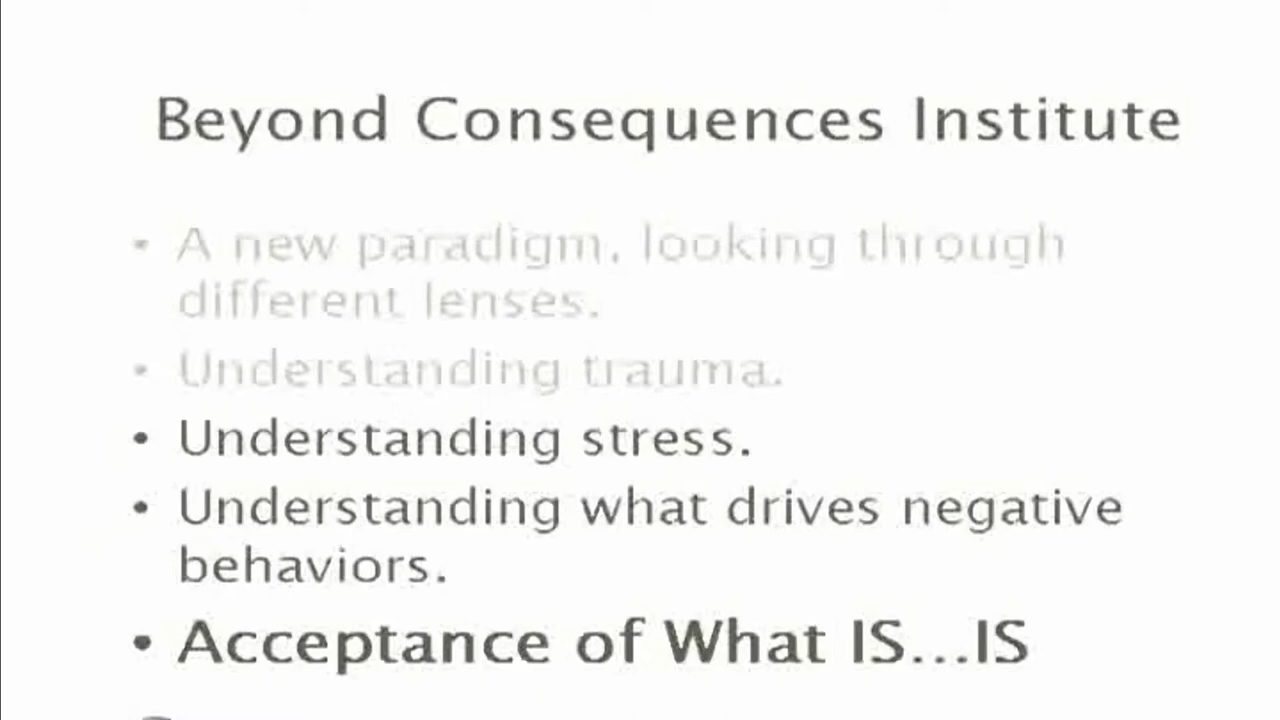 Beyond Consequences Institute
• A new paradigm, looking through
different lenses.
• Understanding trauma.
• Understanding stress.
• Understanding what drives negative
behaviors.
• Acceptance of What IS...IS